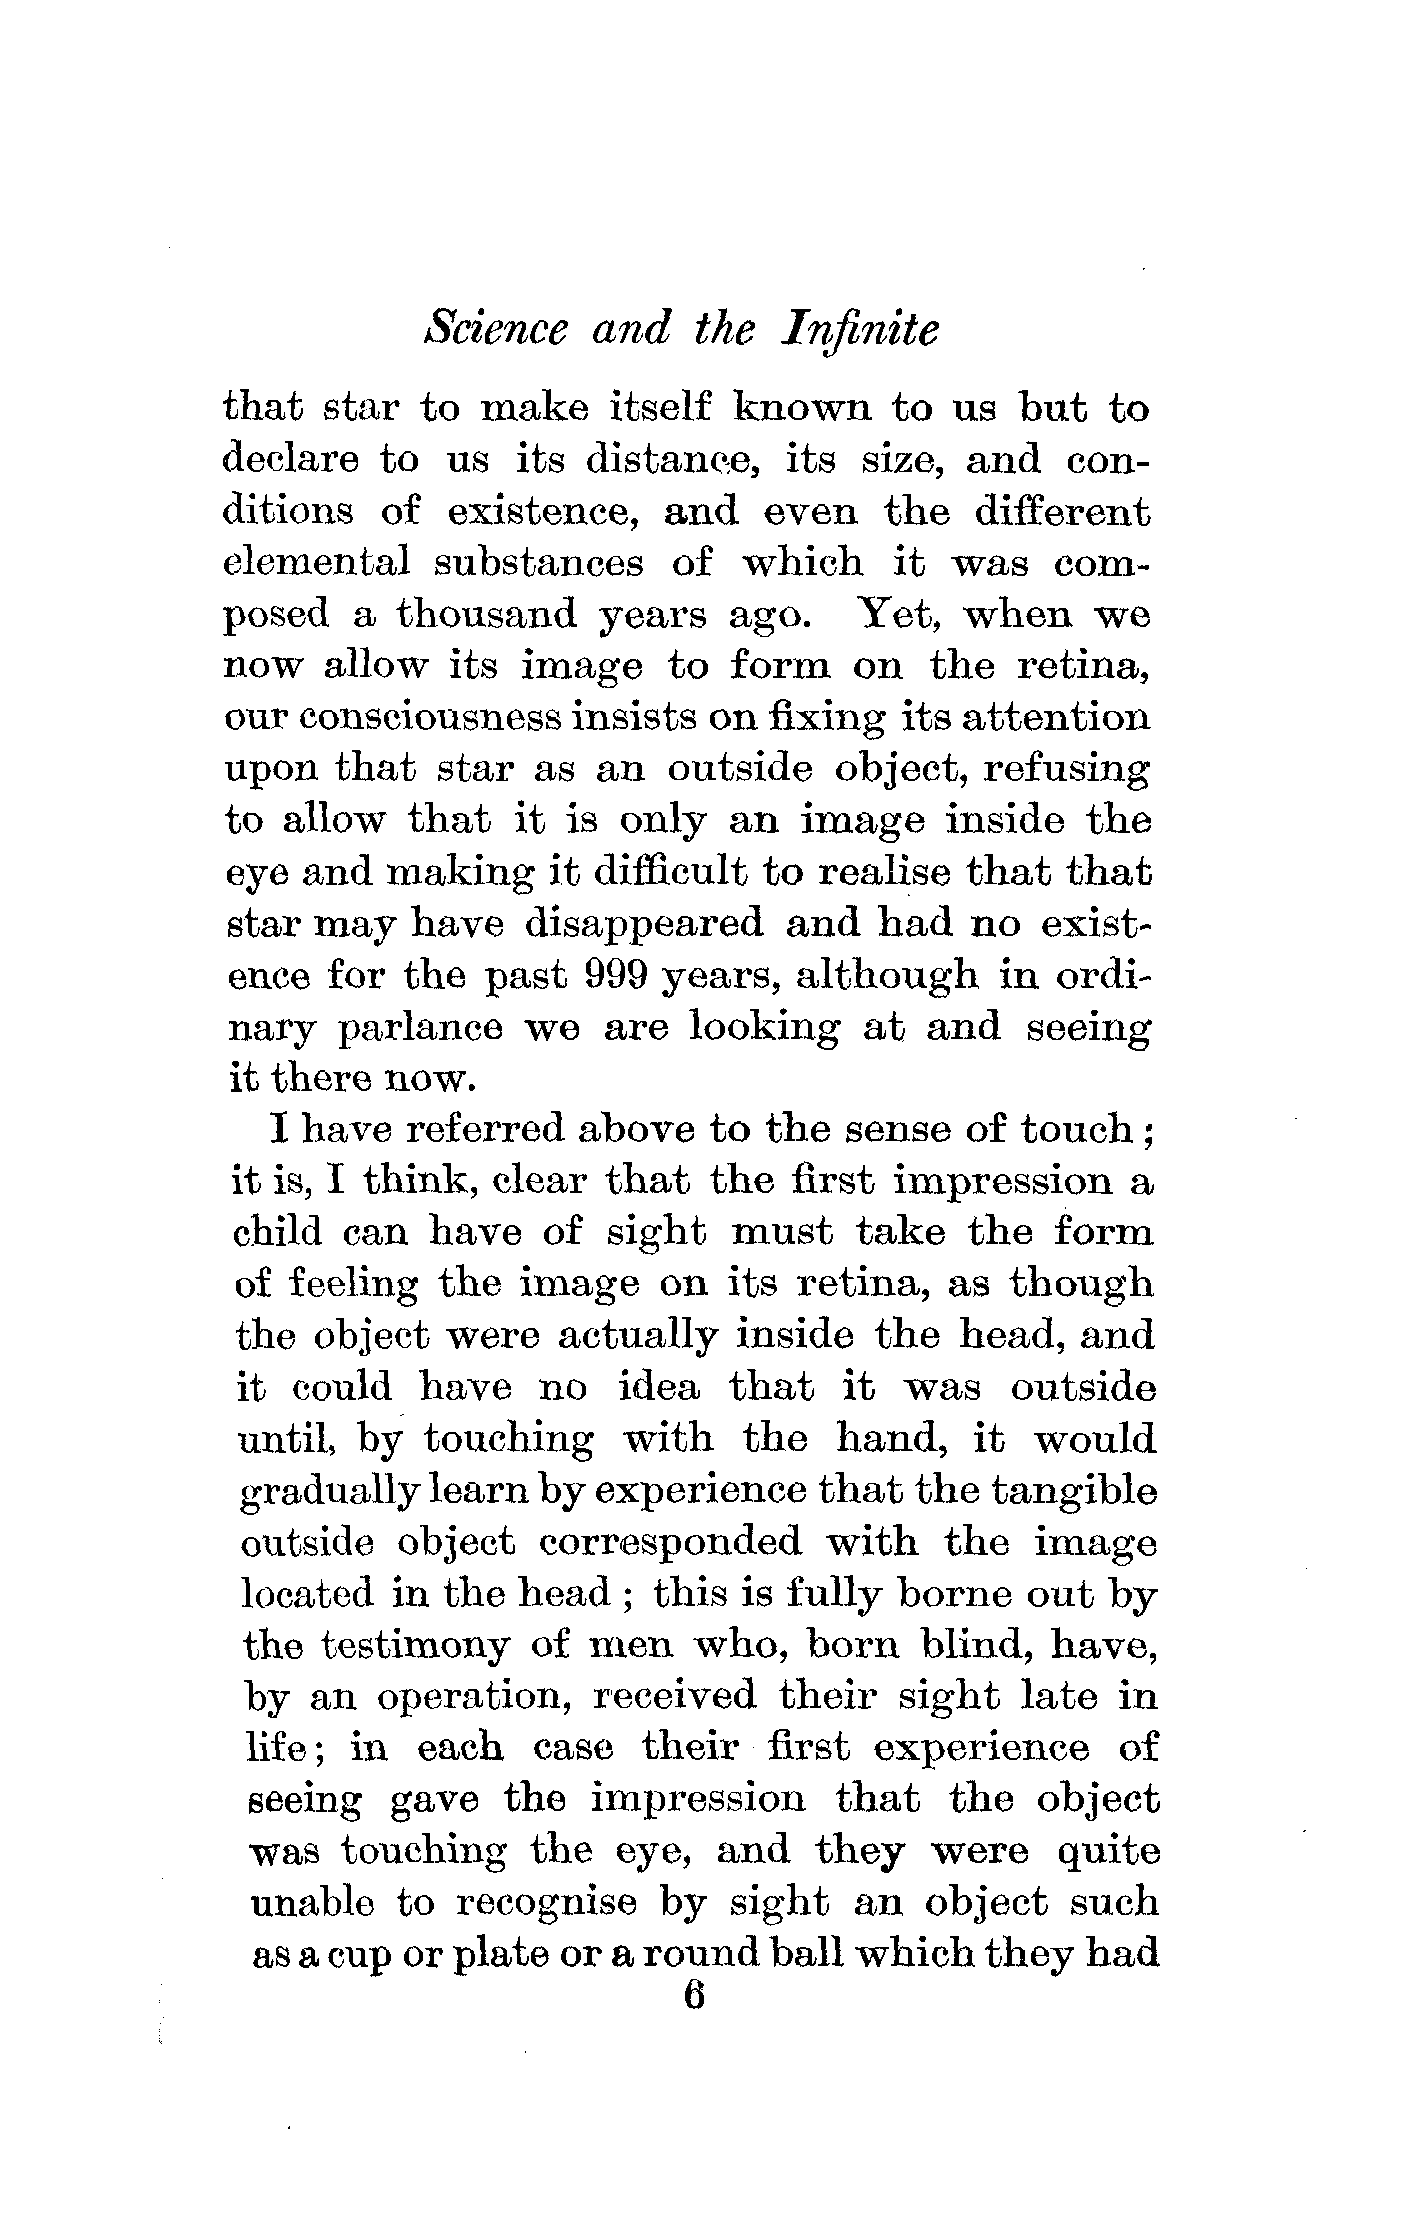 Science and the Infinite
that star to make itself known to us but to
declare to us its distance, its size, and con-
ditions of existence, and even the different
elemental substances of which it was com-
posed a thousand years ago. Yet, when we
now allow its image to form on the retina,
our consciousness insists on fixing its attention
upon that star as an outside object, refusing
to allow that it is only an image inside the
eye and making it difficult to realise that that
star may have disappeared and had no exist-
ence for the past 999 years, although in ordi-
nary parlance we are looking at and seeing
it there now.
I have referred above to the sense of touch ;
it is, I think, clear that the first impression a
child can have of sight must take the form
of feeling the image on its retina, as though
the object were actually inside the head, and
it could have no idea that it was outside
until, by touching with the hand, it would
gradually learn by experience that the tangible
outside object corresponded with the image
located in the head ; this is fully borne out by
the testimony of men who, born blind, have,
by an operation, received their sight late in
life ; in each case their first experience of
seeing gave the impression that the object
was touching the eye, and they were quite
unable to recognise by sight an object such
as a cup or plate or a round ball which they had
6